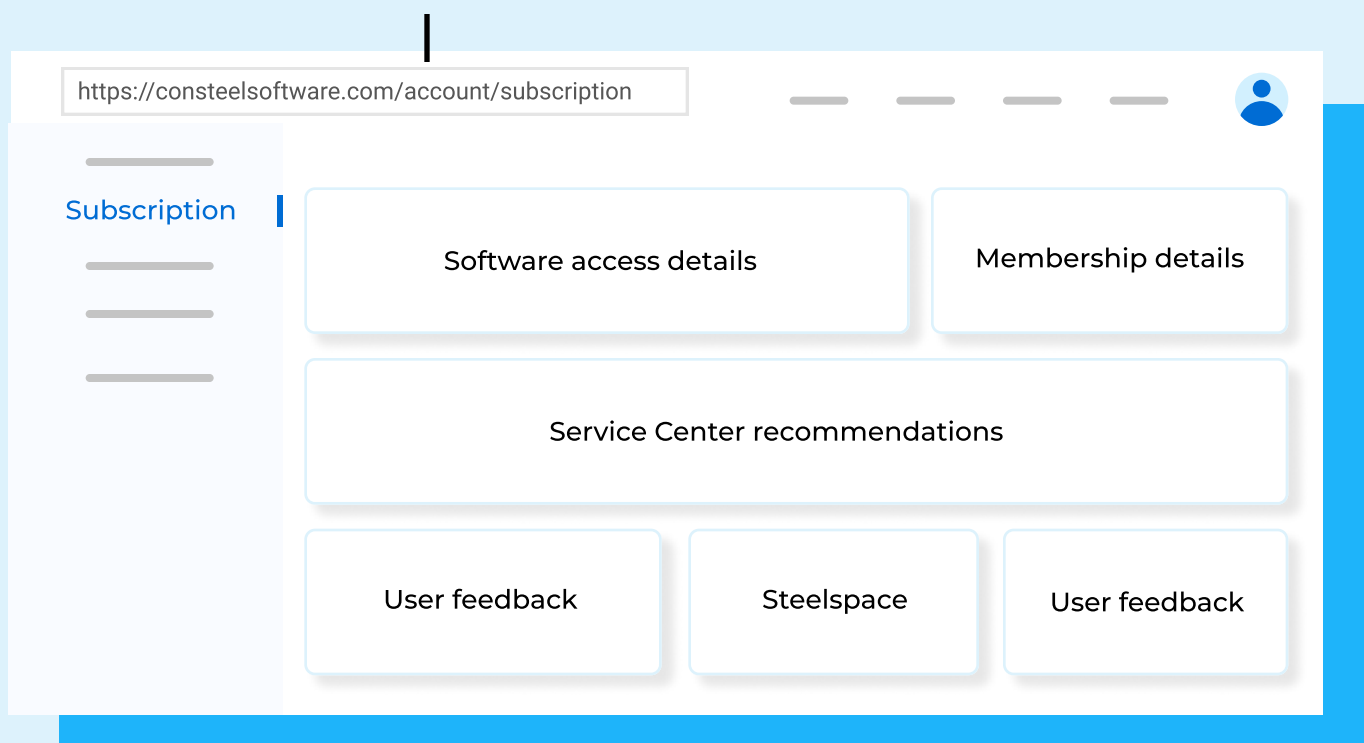 https://consteelsoftware.com/account/subscription
Subscription
Software access details
Membership details
Service Center recommendations
User feedback
Steelspace
User feedback